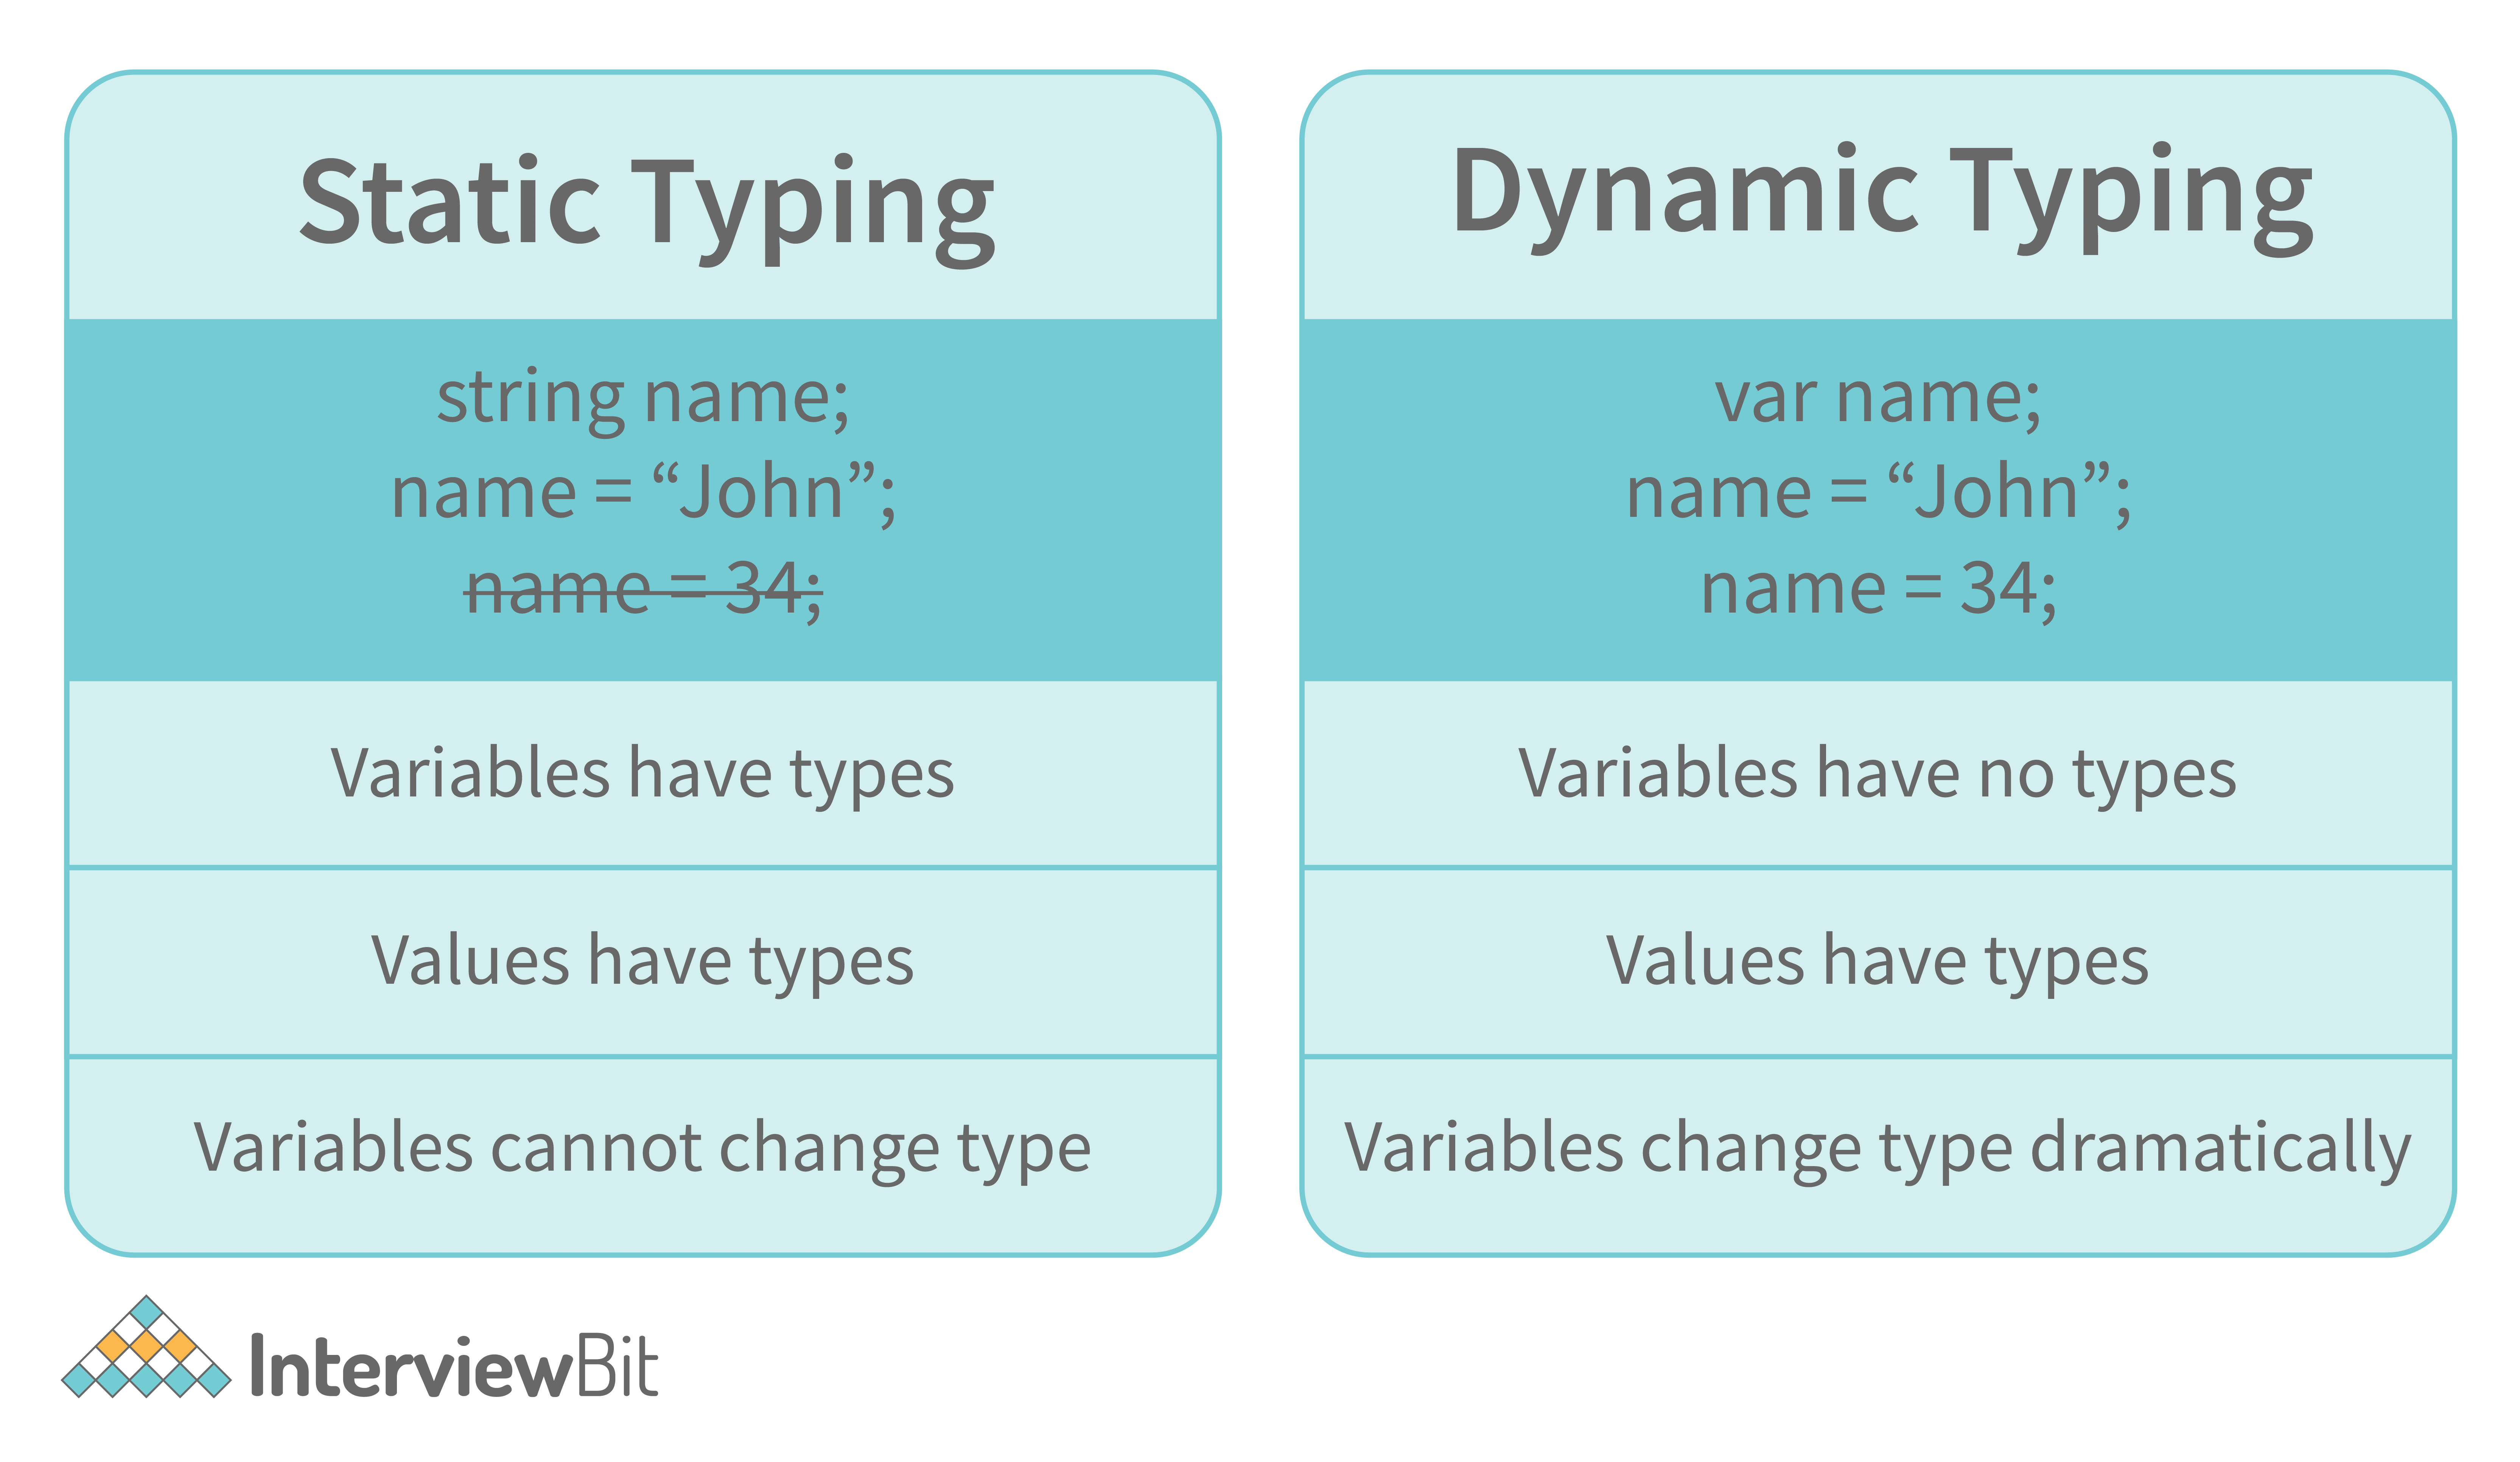 Static Typing
string name;
name = “John”;
name = 34;
Variables have types
Values have types
Variables cannot change type
Dynamic Typing
var name;
name = “John”;
name = 34;
Variables have no types
Values have types
Variables change type dramatically
InterviewBit